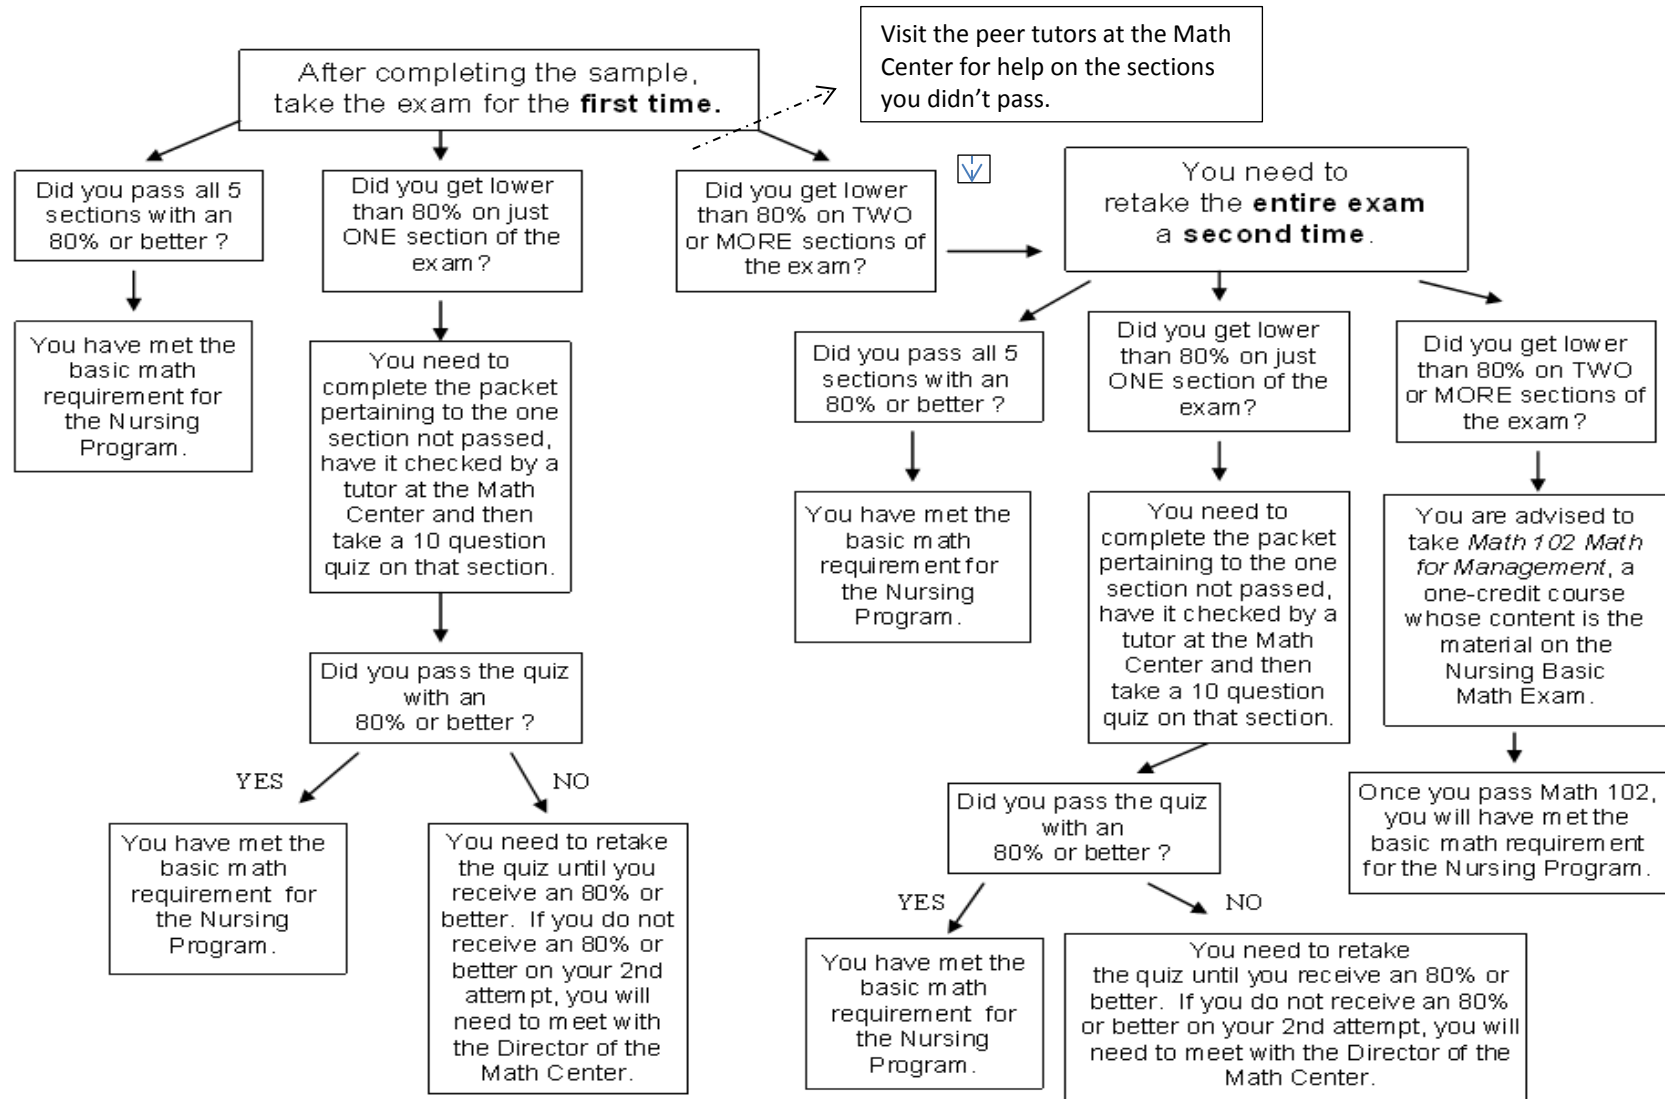 Visit the peer tutors at the Math
Center for help on the sections
you didn’t pass.
After completing the sample,
take the exam for the first time.
Did you pass all 5
sections with an
80% or better ?
Did you get lower
than 80% on just
ONE section of the
exam?
Did you get lower
than 80% on TWO
or MORE sections of
the exam?
You need to
retake the entire exam
a second time.
You have met the
basic math
requirement for
the Nursing
Program.
You need to
complete the packet
pertaining to the one
section not passed,
have it checked by a
tutor at the Math
Center and then
take a 10 question
quiz on that section.
Did you pass the quiz
with an
80% or better ?
YES
NO
You have met the
basic math
requirement for
the Nursing
Program.
You need to retake
the quiz until you
receive an 80% or
better. If you do not
receive an 80% or
better on your 2nd
attempt, you will
need to meet with
the Director of the
Math Center.
Did you pass all 5
sections with an
80% or better ?
Did you get lower
than 80% on just
ONE section of the
exam?
Did you get lower
than 80% on TWO
or MORE sections of
the exam?
You have met the
basic math
requirement for
the Nursing
Program.
You need to
complete the packet
pertaining to the one
section not passed,
have it checked by a
tutor at the Math
Center and then
take a 10 question
quiz on that section.
You are advised to
take Math 102 Math
for Management, a
one-credit course
whose content is the
material on the
Nursing Basic
Math Exam.
Did you pass the quiz
with an
80% or better ?
Once you pass Math 102,
you will have met the
basic math requirement
for the Nursing Program.
YES
NO
You have met the
basic math
requirement for
the Nursing
Program.
You need to retake
the quiz until you receive an 80% or
better. If you do not receive an 80%
or better on your 2nd attempt, you will
need to meet with the Director of the
Math Center.